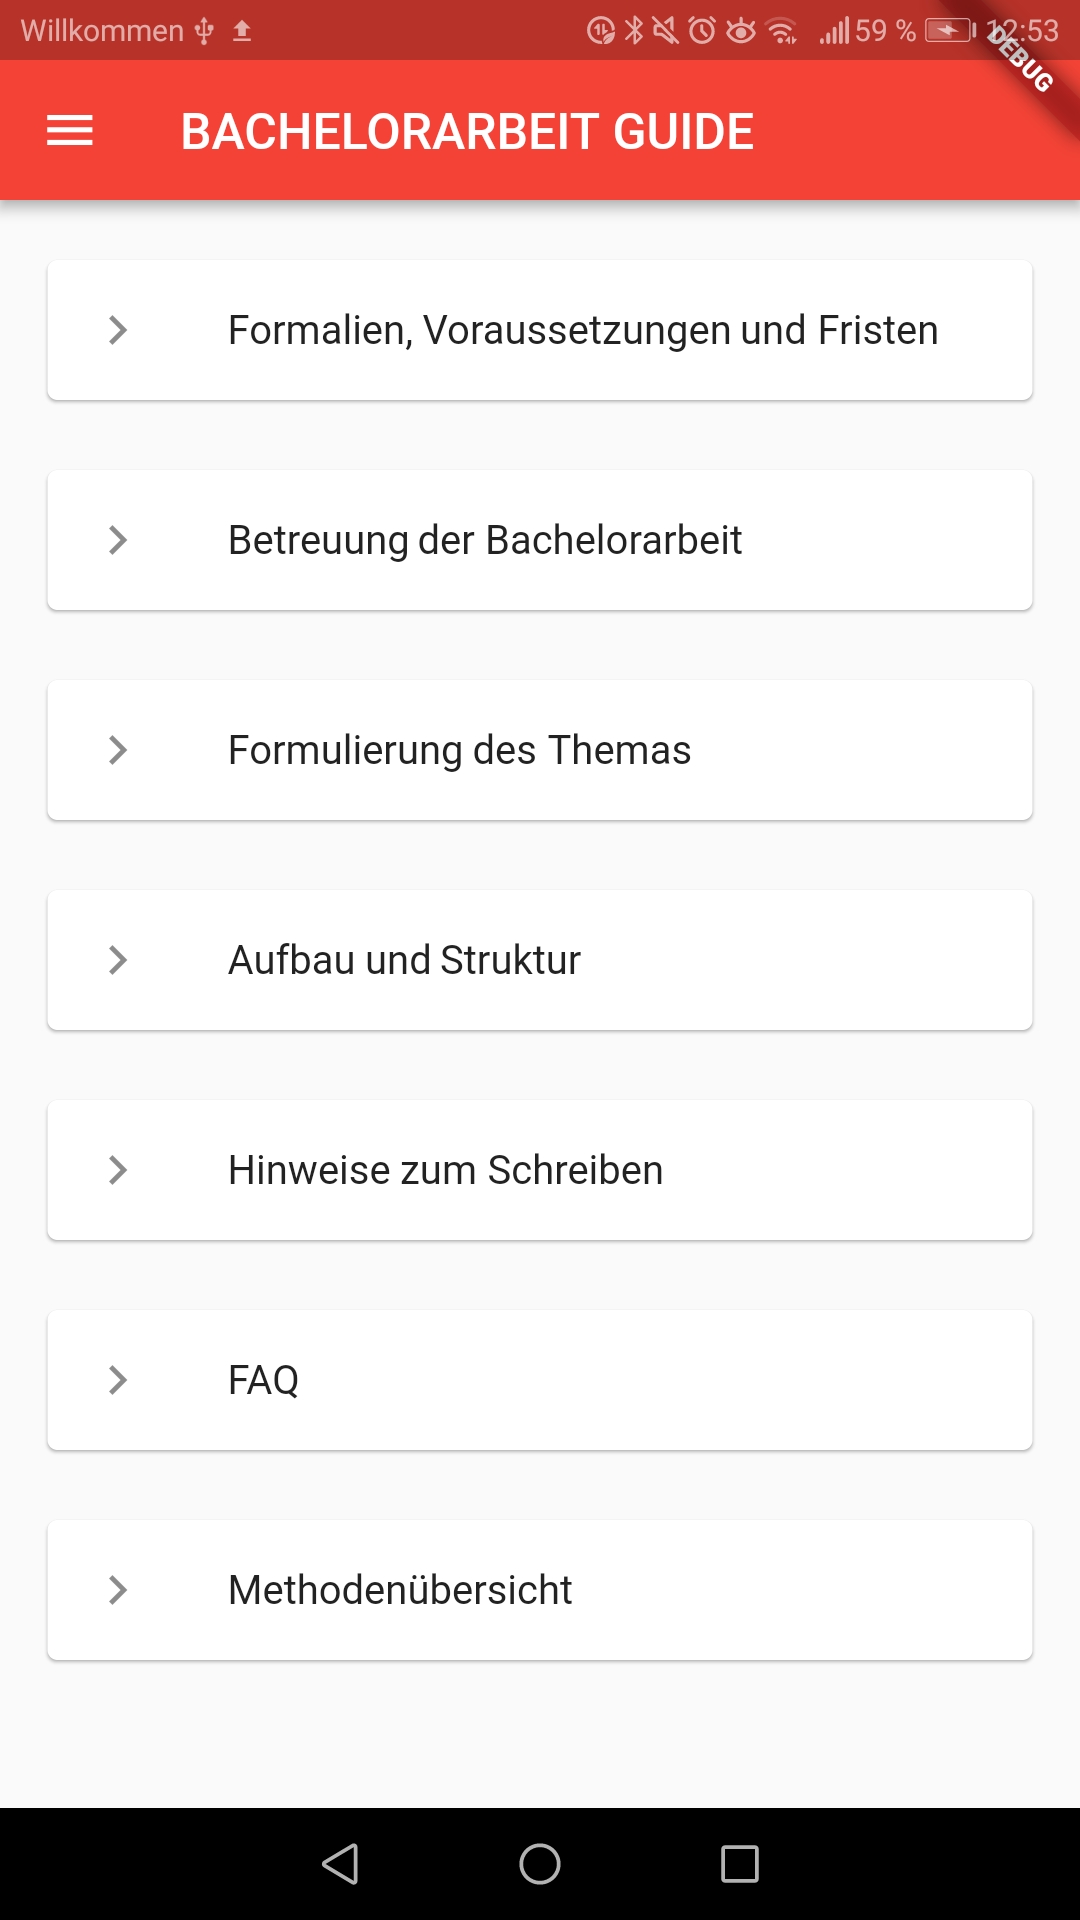 Willkommen 59 % 12:53
DEBUG
BACHELORARBEIT GUIDE
Formalien, Voraussetzungen und Fristen
Betreuung der Bachelorarbeit
Formulierung des Themas
Aufbau und Struktur
Hinweise zum Schreiben
FAQ
Methodenübersicht